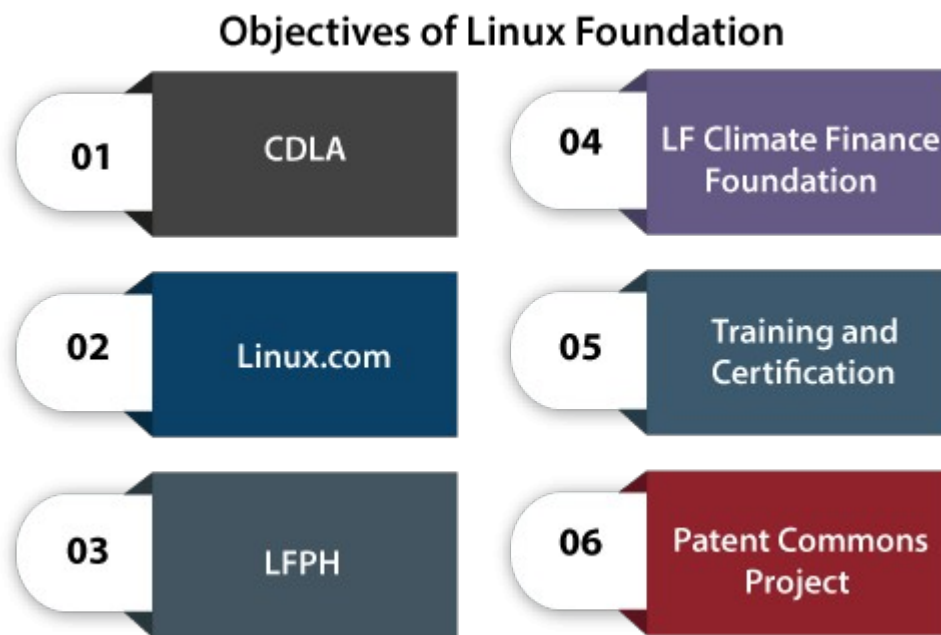 Objectives of Linux Foundation
01
CDLA
02
Linux.com
03
LFPH
04
LF Climate Finance
Foundation
05
Training and
Certification
06
Patent Commons
Project